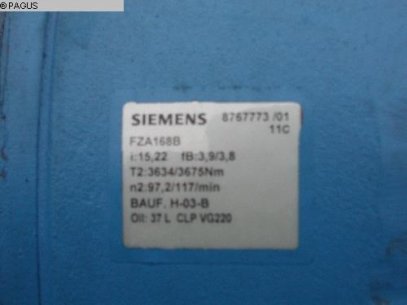 © PAGUS
SIEMENS 8767773 /01
11C
FZA168B
i:15,22 fB:3,9/3,8
T2:3634/3675Nm
n2:97,2/117/min
BAUF. H-03-B
Oil: 37 L CLP VG220